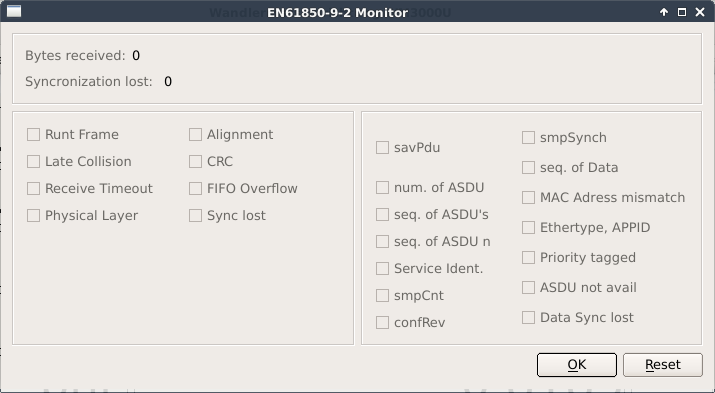 EN61850-9-2 Monitor
Bytes received: 0
Syncronization lost: 0
Runt Frame
Alignment
Late Collision
CRC
Receive Timeout
FIFO Overflow
Physical Layer
Sync lost
savPdu
num. of ASDU
seq. of ASDU's
seq. of ASDU n
Service Ident.
smpCnt
confRev
smpSynch
seq. of Data
MAC Adress mismatch
Ethertype, APPID
Priority tagged
ASDU not avail
Data Sync lost
OK
Reset